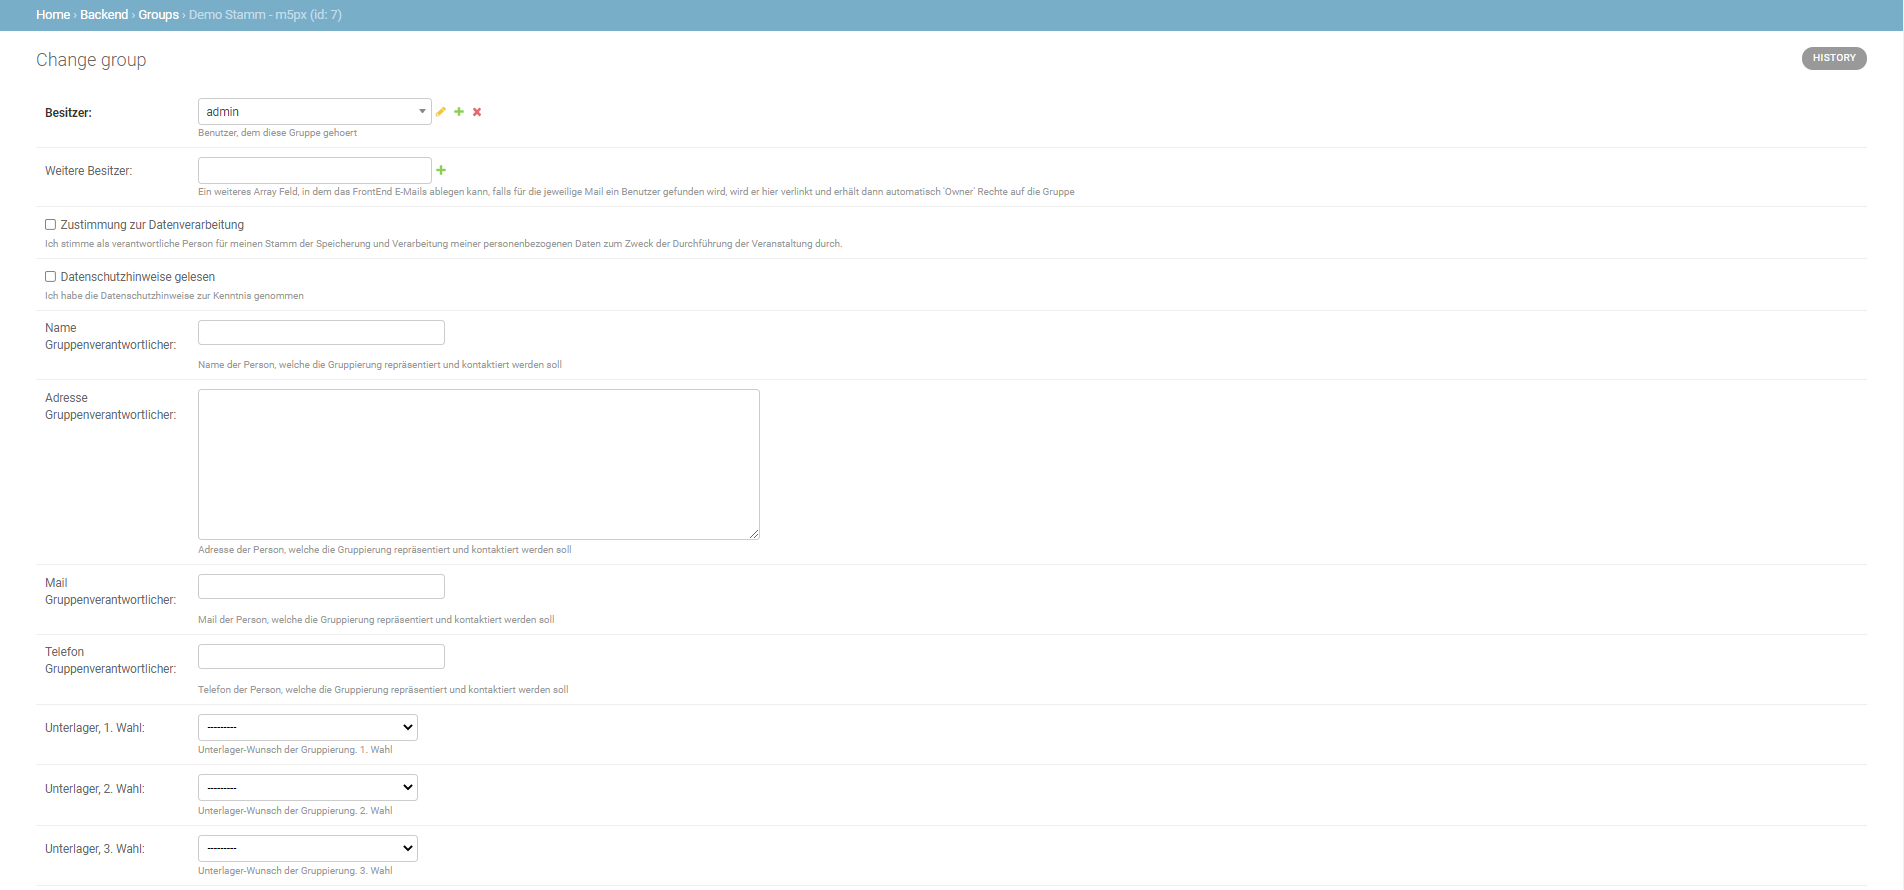 Home › Backend › Groups › Demo Stamm - m5px (id: 7)
Change group
HISTORY
Besitzer:
admin
Benutzer, dem diese Gruppe gehoert
Weitere Besitzer:
Ein weiteres Array Feld, in dem das FrontEnd E-Mails ablegen kann, falls für die jeweilige Mail ein Benutzer gefunden wird, wird er hier verlinkt und erhält dann automatisch 'Owner' Rechte auf die Gruppe
Zustimmung zur Datenverarbeitung
Ich stimme als verantwortliche Person für meinen Stamm der Speicherung und Verarbeitung meiner personenbezogenen Daten zum Zweck der Durchführung der Veranstaltung durch.
Datenschutzhinweise gelesen
Ich habe die Datenschutzhinweise zur Kenntnis genommen
Name
Gruppenverantwortlicher:
Name der Person, welche die Gruppierung repräsentiert und kontaktiert werden soll
Adresse
Gruppenverantwortlicher:
Adresse der Person, welche die Gruppierung repräsentiert und kontaktiert werden soll
Mail
Gruppenverantwortlicher:
Mail der Person, welche die Gruppierung repräsentiert und kontaktiert werden soll
Telefon
Gruppenverantwortlicher:
Telefon der Person, welche die Gruppierung repräsentiert und kontaktiert werden soll
Unterlager, 1. Wahl:
---------
Unterlager-Wunsch der Gruppierung. 1. Wahl
Unterlager, 2. Wahl:
---------
Unterlager-Wunsch der Gruppierung. 2. Wahl
Unterlager, 3. Wahl:
---------
Unterlager-Wunsch der Gruppierung. 3. Wahl